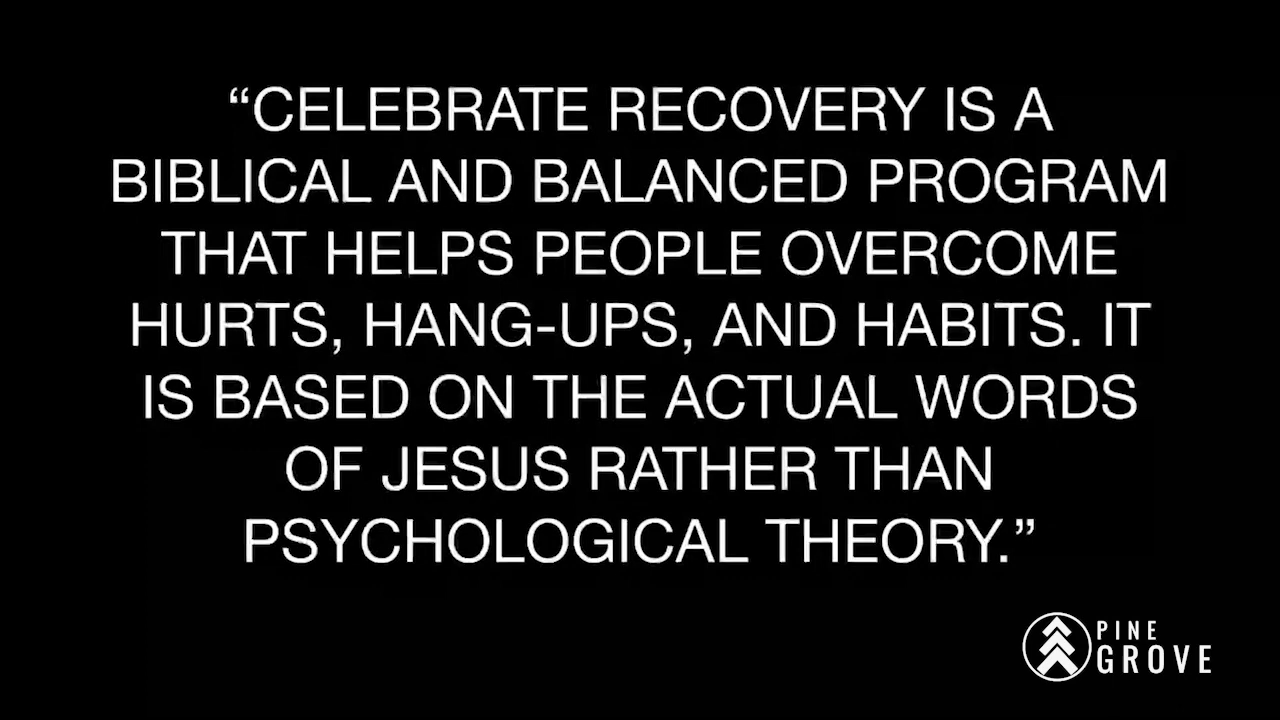 “CELEBRATE RECOVERY IS A
BIBLICAL AND BALANCED PROGRAM
THAT HELPS PEOPLE OVERCOME
HURTS, HANG-UPS, AND HABITS. IT
IS BASED ON THE ACTUAL WORDS
OF JESUS RATHER THAN
PSYCHOLOGICAL THEORY.”
PINE
GROVE